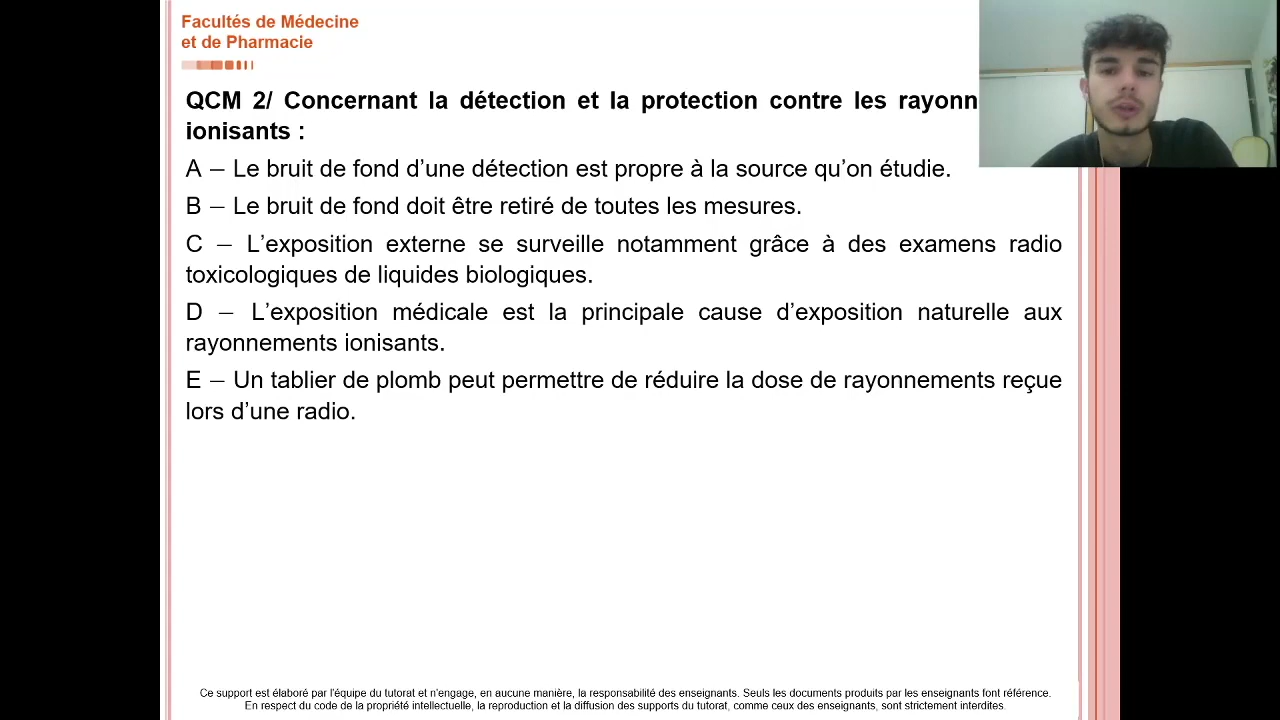 Facultés de Médecine
et de Pharmacie
QCM 2/ Concernant la détection et la protection contre les
ionisants :
A – Le bruit de fond d’une détection est propre à la source qu’on étudie.
B – Le bruit de fond doit être retiré de toutes les mesures.
C – L’exposition externe se surveille notamment grâce à des examens radio
toxicologiques de liquides biologiques.
D – L’exposition médicale est la principale cause d’exposition naturelle aux
rayonnements ionisants.
E – Un tablier de plomb peut permettre de réduire la dose de rayonnements reçue
lors d’une radio.
Ce support est élaboré par l’équipe du tutorat et n’engage, en aucune manière, la responsabilité des enseignants. Seuls les documents produits par les enseignants font référence.
En respect du code de la propriété intellectuelle, la reproduction et la diffusion des supports du tutorat, comme ceux des enseignants, sont strictement interdites.